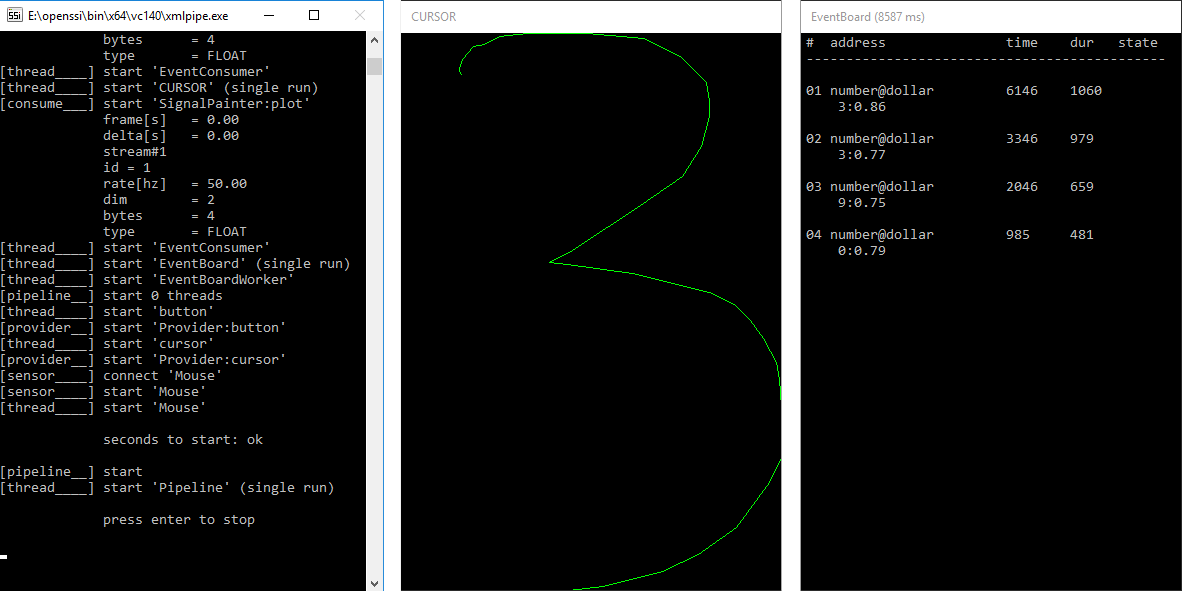 E:\openssi\bin\x64\vc140\xmlpipe.exe
bytes = 4
type = FLOAT
[thread____] start 'EventConsumer'
[thread____] start 'CURSOR' (single run)
[consume___] start 'SignalPainter:plot'
frame[s] = 0.00
delta[s] = 0.00
stream#1
id = 1
rate[hz] = 50.00
dim = 2
bytes = 4
type = FLOAT
[thread____] start 'EventConsumer'
[thread____] start 'EventBoard' (single run)
[thread____] start 'EventBoardWorker'
[pipeline__] start 0 threads
[thread____] start 'button'
[provider__] start 'Provider:button'
[thread____] start 'cursor'
[provider__] start 'Provider:cursor'
[sensor____] connect 'Mouse'
[sensor____] start 'Mouse'
[thread____] start 'Mouse'
seconds to start: ok
[pipeline__] start
[thread____] start 'Pipeline' (single run)
press enter to stop
CURSOR
EventBoard (8587 ms)
# address time dur state
---------------------------------------------
01 number@dollar 6146 1060
3:0.86
02 number@dollar 3346 979
3:0.77
03 number@dollar 2046 659
9:0.75
04 number@dollar 985 481
0:0.79